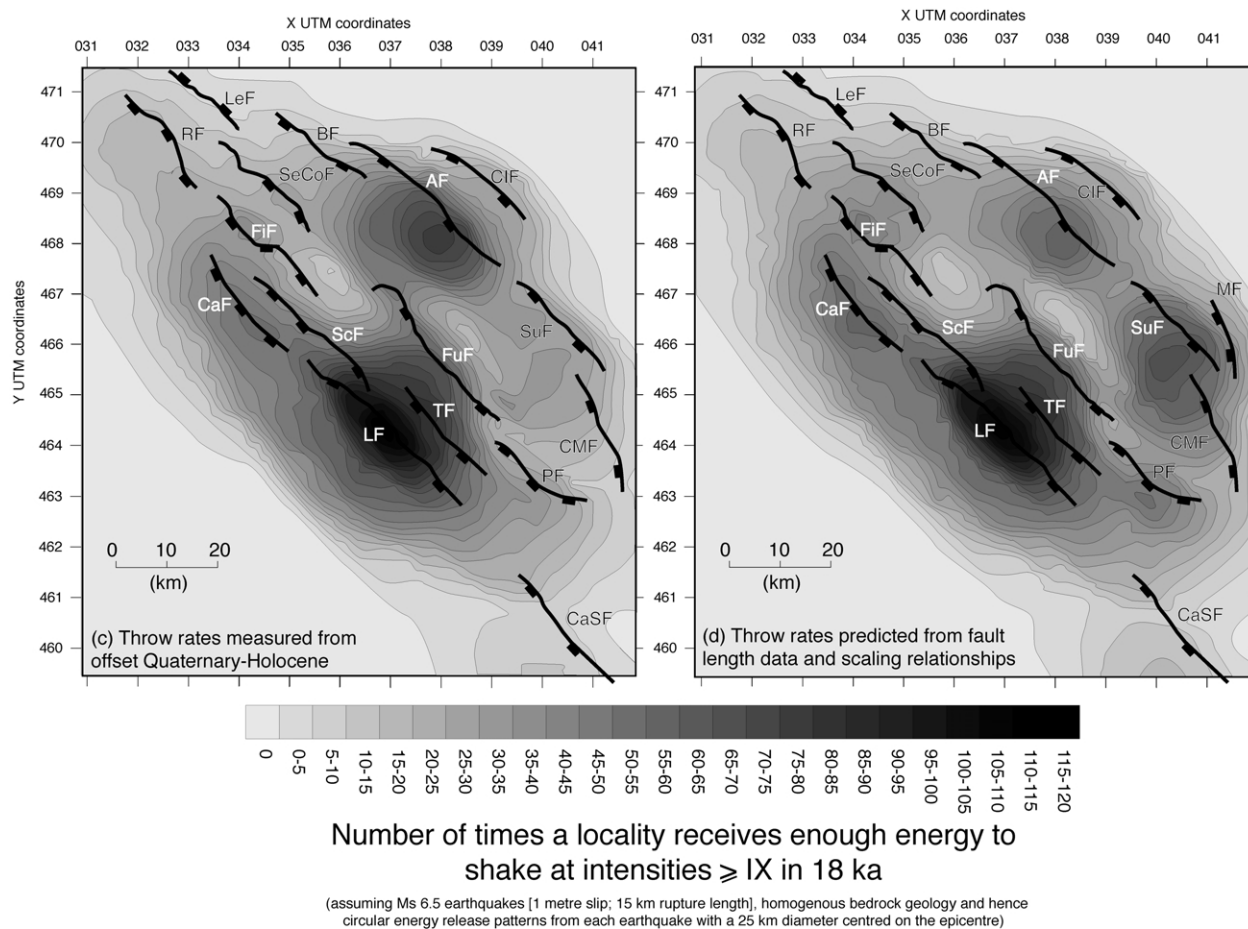 X UTM coordinates
031 032 033 034 035 036 037 038 039 040 041
Y UTM coordinates
471
470
469
468
467
466
465
464
463
462
461
460
LeF
RF
BF
SeCoF
AF
ClF
FiF
CaF
ScF
SuF
FuF
TF
LF
CMF
PF
CaSF
0 10 20
(km)
(c) Throw rates measured from
offset Quaternary-Holocene
X UTM coordinates
031 032 033 034 035 036 037 038 039 040 041
471
470
469
468
467
466
465
464
463
462
461
460
LeF
RF
BF
SeCoF
AF
ClF
FiF
MF
CaF
ScF
SuF
FuF
TF
LF
CMF
PF
CaSF
0 10 20
(km)
(d) Throw rates predicted from fault
length data and scaling relationships
0
0-5
5-10
10-15
15-20
20-25
25-30
30-35
35-40
40-45
45-50
50-55
55-60
60-65
65-70
70-75
75-80
80-85
85-90
90-95
95-100
100-105
105-110
110-115
115-120
Number of times a locality receives enough energy to
shake at intensities ⩾ IX in 18 ka
(assuming Ms 6.5 earthquakes [1 metre slip; 15 km rupture length], homogenous bedrock geology and hence
circular energy release patterns from each earthquake with a 25 km diameter centred on the epicentre)